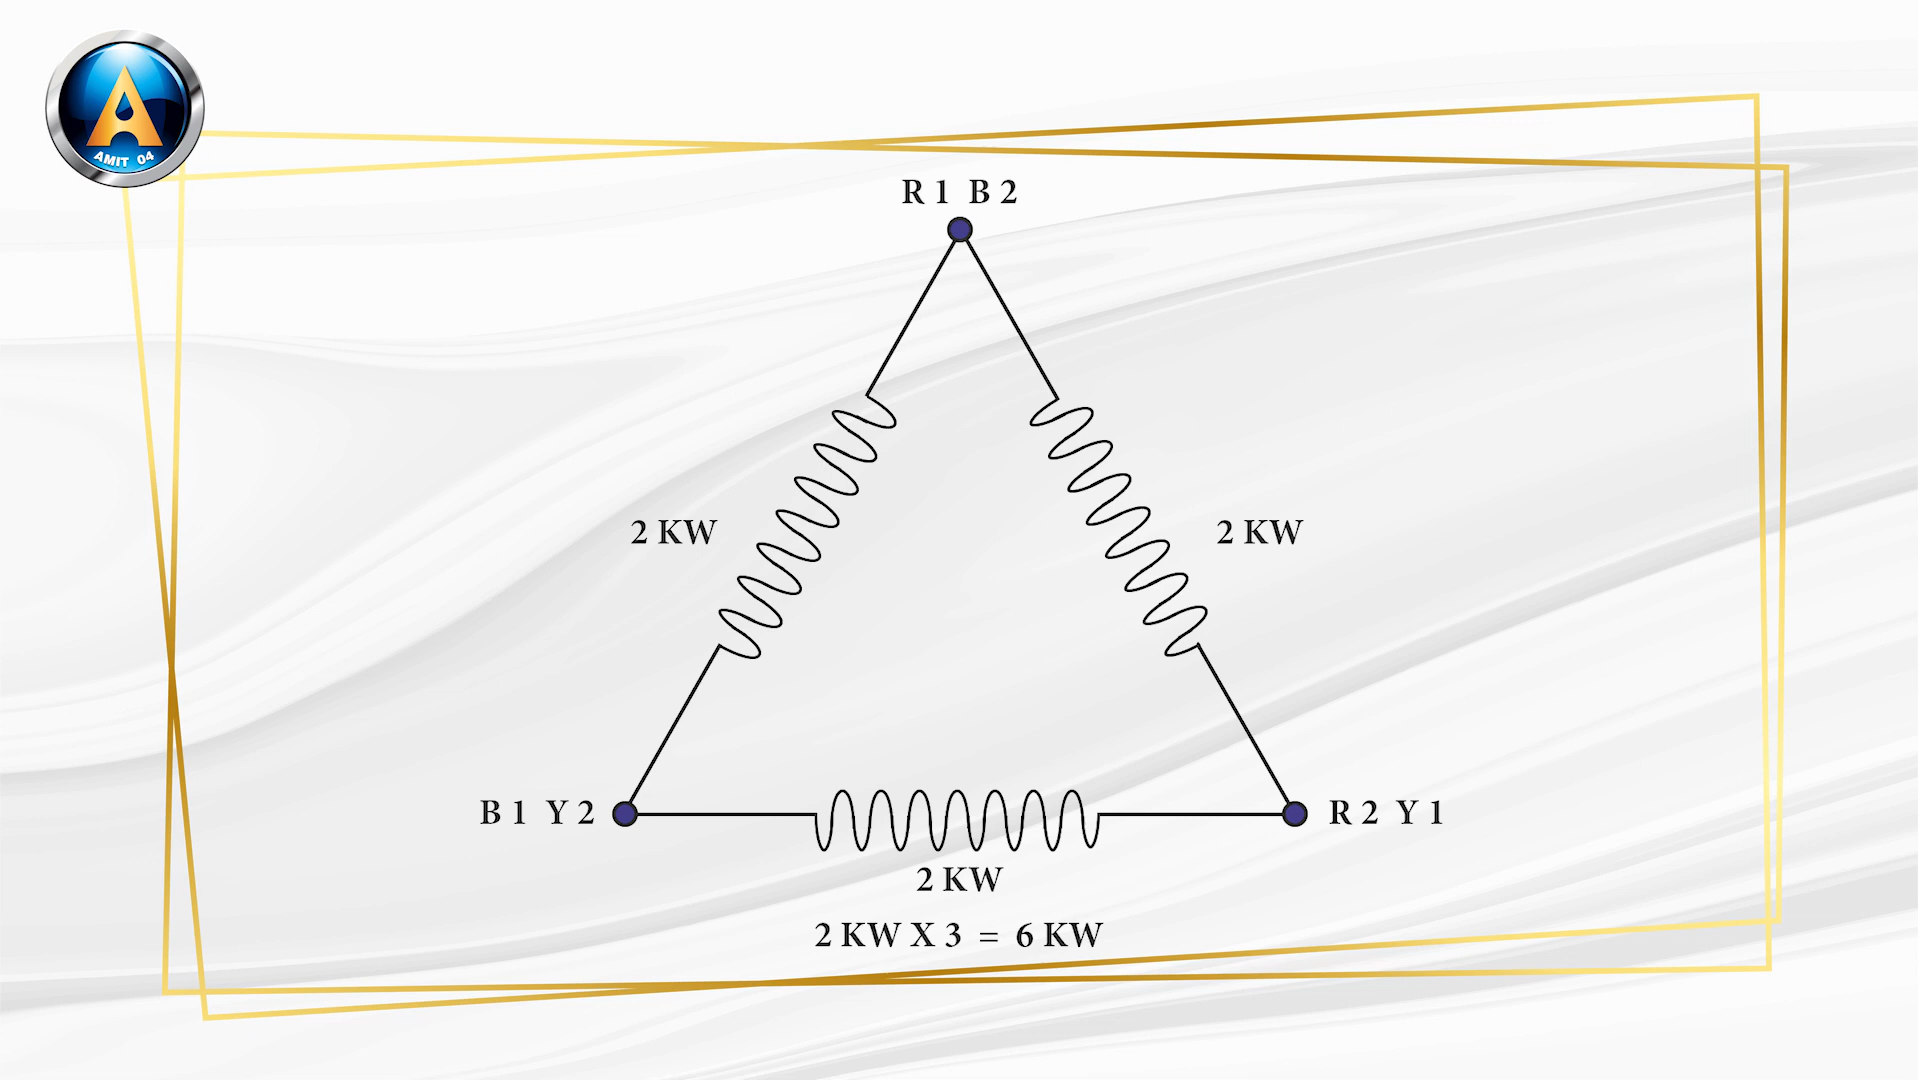 AMIT 04
R 1 B 2
2 KW
2 KW
B 1 Y 2
R 2 Y 1
2 KW
2 KW X 3 = 6 KW